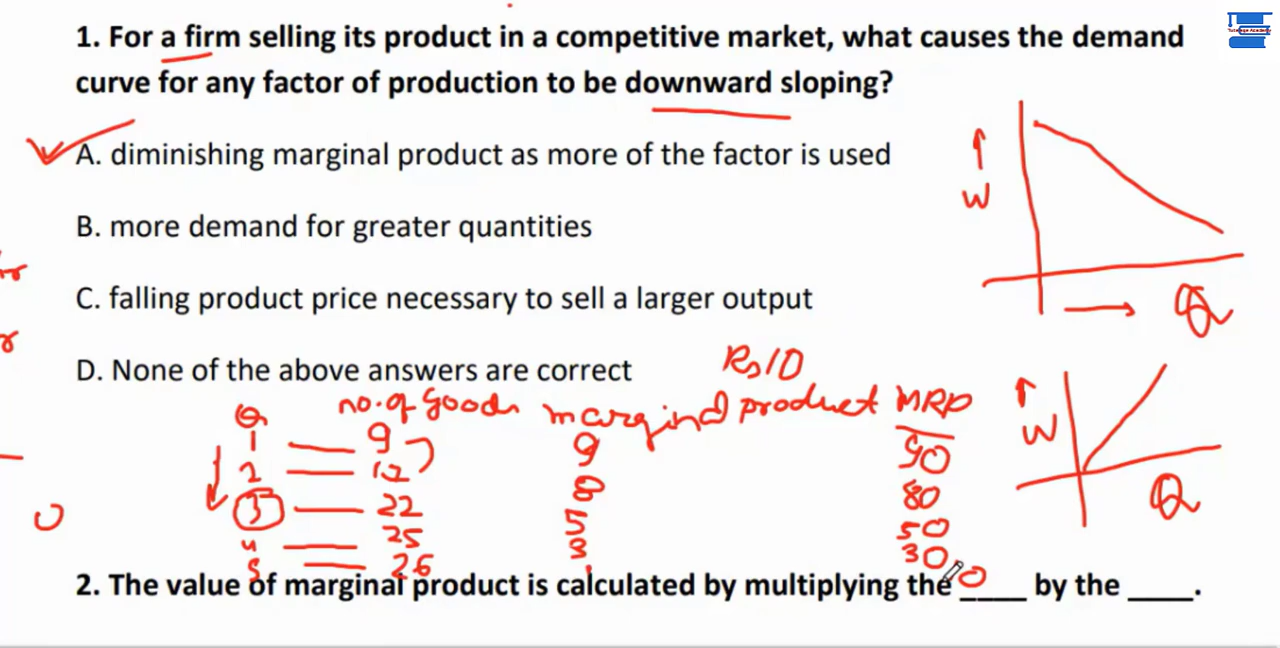 1. For a firm selling its product in a competitive market, what causes the demand
curve for any factor of production to be downward sloping?
A. diminishing marginal product as more of the factor is used
W
B. more demand for greater quantities
C. falling product price necessary to sell a larger output
Q
D. None of the above answers are correct
Rs10
Q no. of Goods marginal product MRP
W
1 9 9 90
2 12 8 80
3 22 5 50
4 25 3 30
5 26
Q
2. The value of marginal product is calculated by multiplying the ____ by the ____.